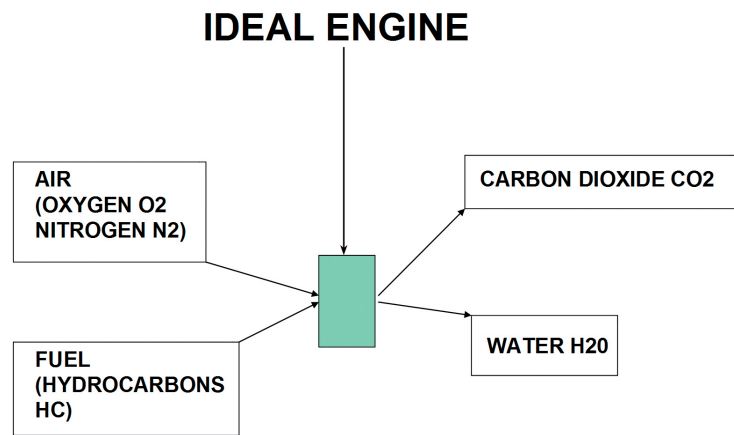 IDEAL ENGINE
AIR
(OXYGEN O2
NITROGEN N2)
CARBON DIOXIDE CO2
FUEL
(HYDROCARBONS
HC)
WATER H20